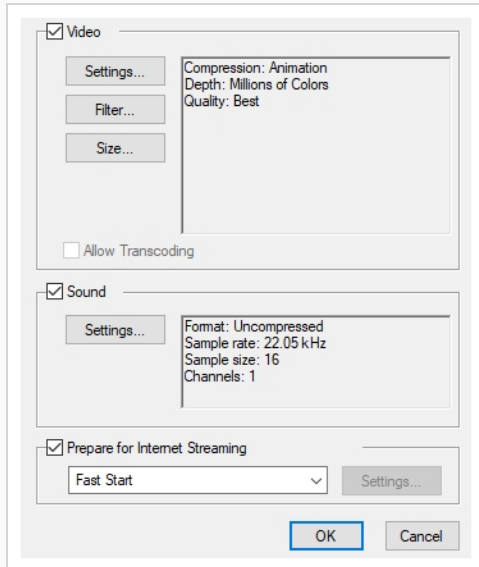 Video
Settings...
Compression: Animation
Depth: Millions of Colors
Quality: Best
Filter...
Size...
Allow Transcoding
Sound
Settings...
Format: Uncompressed
Sample rate: 22.05 kHz
Sample size: 16
Channels: 1
Prepare for Internet Streaming
Fast Start
Settings...
OK
Cancel